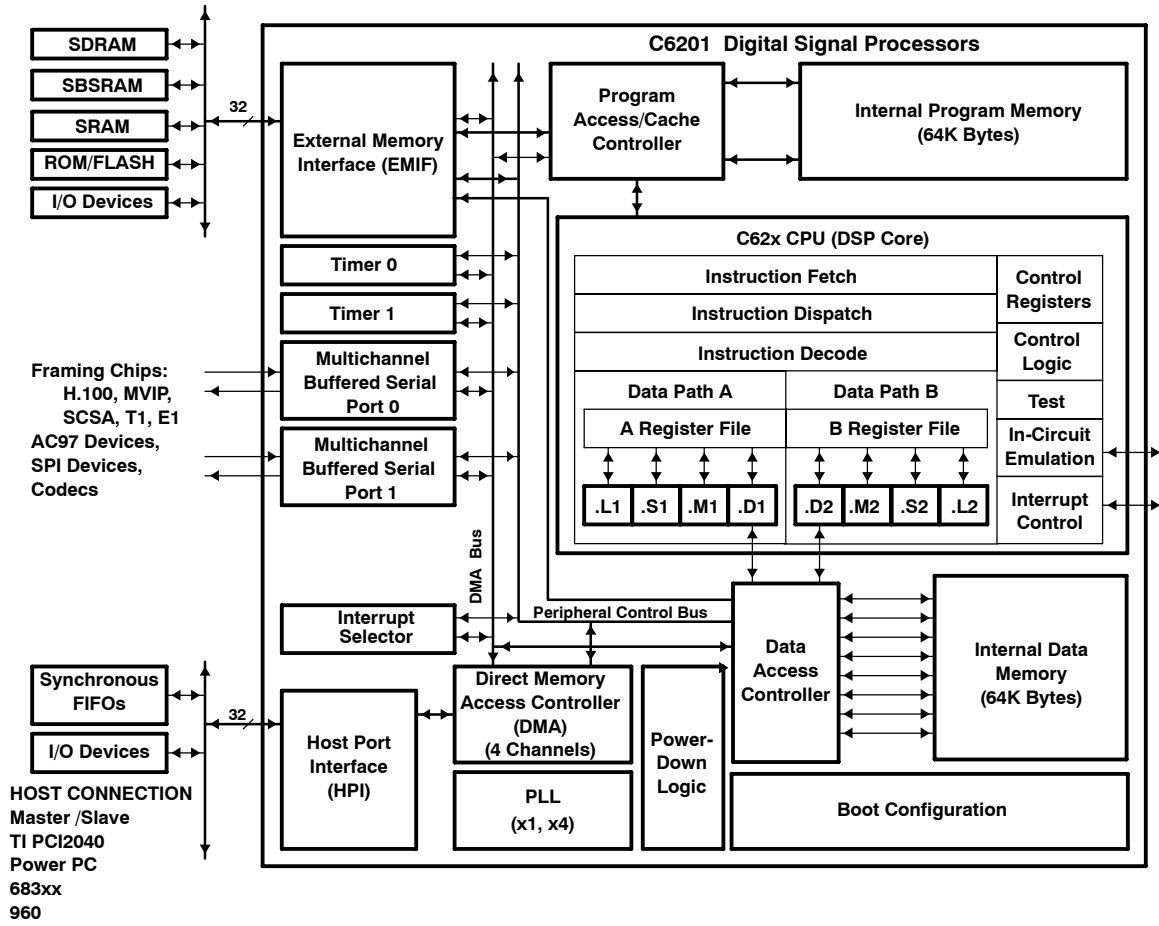 C6201 Digital Signal Processors
SDRAM
SBSRAM
SRAM
ROM/FLASH
I/O Devices
32
External Memory
Interface (EMIF)
Program
Access/Cache
Controller
Internal Program Memory
(64K Bytes)
Timer 0
Timer 1
Framing Chips:
H.100, MVIP,
SCSA, T1, E1
AC97 Devices,
SPI Devices,
Codecs
Multichannel
Buffered Serial
Port 0
Multichannel
Buffered Serial
Port 1
C62x CPU (DSP Core)
Instruction Fetch
Instruction Dispatch
Instruction Decode
Control
Registers
Control
Logic
Test
In-Circuit
Emulation
Interrupt
Control
Data Path A
Data Path B
A Register File
B Register File
.L1
.S1
.M1
.D1
.D2
.M2
.S2
.L2
DMA Bus
Peripheral Control Bus
Interrupt
Selector
Data
Access
Controller
Internal Data
Memory
(64K Bytes)
Synchronous
FIFOs
I/O Devices
32
Host Port
Interface
(HPI)
Direct Memory
Access Controller
(DMA)
(4 Channels)
PLL
(x1, x4)
Power-
Down
Logic
Boot Configuration
HOST CONNECTION
Master /Slave
TI PCI2040
Power PC
683xx
960